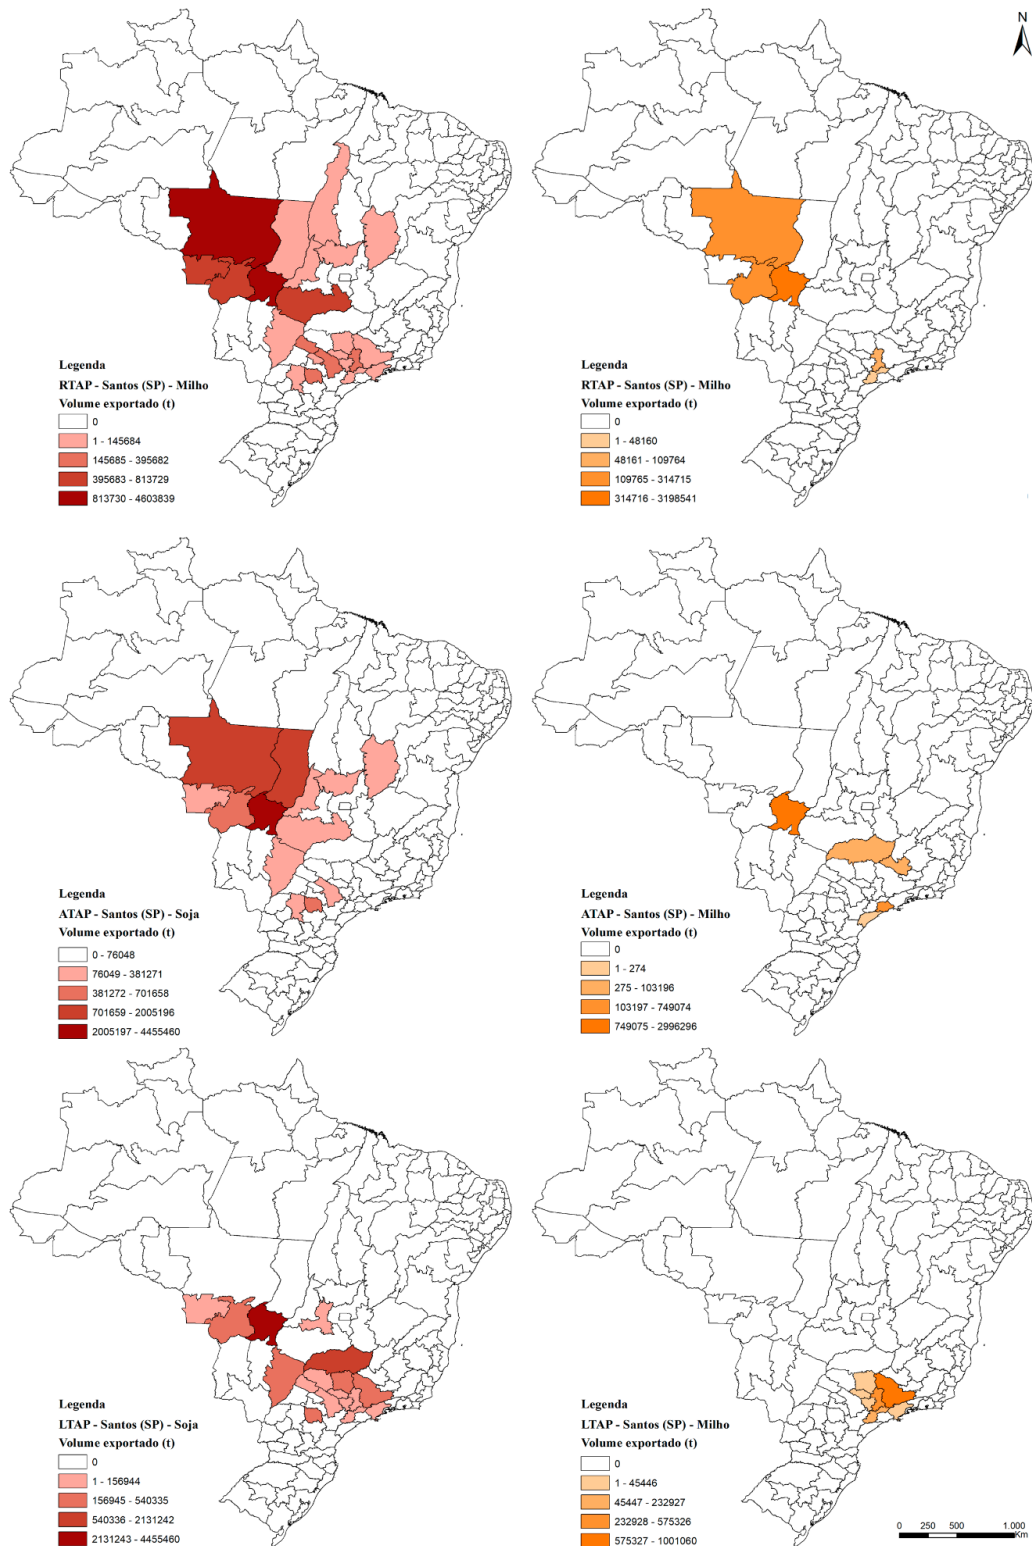 N
Legenda
RTAP - Santos (SP) - Milho
Volume exportado (t)
0
1 - 145684
145685 - 395682
395683 - 813729
813730 - 4603839
Legenda
RTAP - Santos (SP) - Milho
Volume exportado (t)
0
1 - 48160
48161 - 109764
109765 - 314715
314716 - 3198541
Legenda
ATAP - Santos (SP) - Soja
Volume exportado (t)
0 - 76048
76049 - 381271
381272 - 701658
701659 - 2005196
2005197 - 4455460
Legenda
ATAP - Santos (SP) - Milho
Volume exportado (t)
0
1 - 274
275 - 103196
103197 - 749074
749075 - 2996296
Legenda
LTAP - Santos (SP) - Soja
Volume exportado (t)
0
1 - 156944
156945 - 540335
540336 - 2131242
2131243 - 4455460
Legenda
LTAP - Santos (SP) - Milho
Volume exportado (t)
0
1 - 45446
45447 - 232927
232928 - 575326
575327 - 1001060
0 250 500 1.000
Km